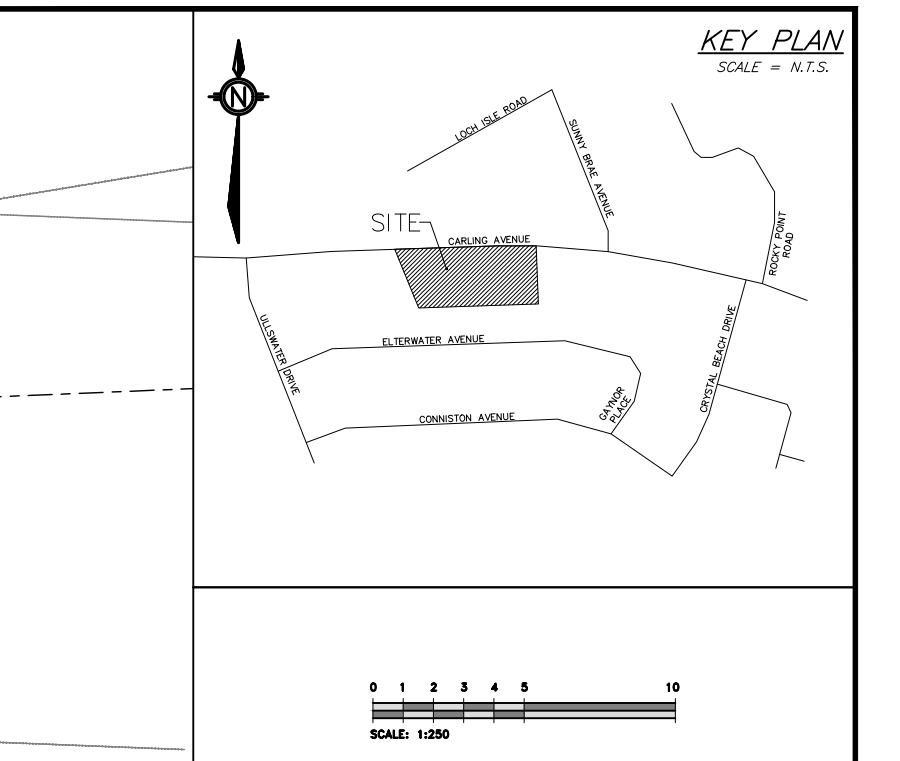 KEY PLAN
SCALE = N.T.S.
N
LOCH ISLE ROAD
SUNNY BRAE AVENUE
SITE
CARLING AVENUE
ROCKY POINT
ROAD
ULLSWATER DRIVE
ELTERWATER AVENUE
CRYSTAL BEACH DRIVE
GAYNOR
PLACE
CONNISTON AVENUE
0 1 2 3 4 5 10
SCALE: 1:250